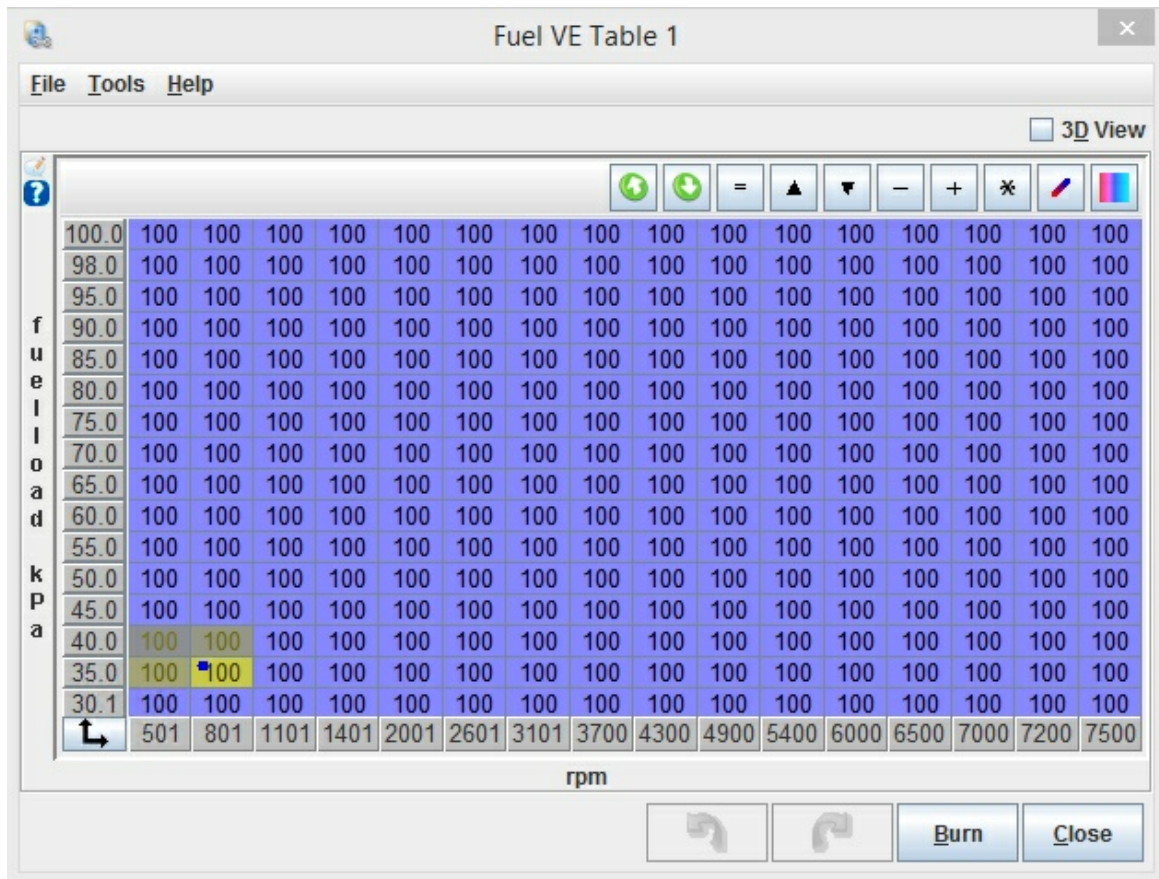 Fuel VE Table 1
×
File Tools Help
3D View
?
= − + *
100.0 100 100 100 100 100 100 100 100 100 100 100 100 100 100 100 100
98.0 100 100 100 100 100 100 100 100 100 100 100 100 100 100 100 100
95.0 100 100 100 100 100 100 100 100 100 100 100 100 100 100 100 100
90.0 100 100 100 100 100 100 100 100 100 100 100 100 100 100 100 100
85.0 100 100 100 100 100 100 100 100 100 100 100 100 100 100 100 100
80.0 100 100 100 100 100 100 100 100 100 100 100 100 100 100 100 100
75.0 100 100 100 100 100 100 100 100 100 100 100 100 100 100 100 100
70.0 100 100 100 100 100 100 100 100 100 100 100 100 100 100 100 100
65.0 100 100 100 100 100 100 100 100 100 100 100 100 100 100 100 100
60.0 100 100 100 100 100 100 100 100 100 100 100 100 100 100 100 100
55.0 100 100 100 100 100 100 100 100 100 100 100 100 100 100 100 100
50.0 100 100 100 100 100 100 100 100 100 100 100 100 100 100 100 100
45.0 100 100 100 100 100 100 100 100 100 100 100 100 100 100 100 100
40.0 100 100 100 100 100 100 100 100 100 100 100 100 100 100 100 100
35.0 100 100 100 100 100 100 100 100 100 100 100 100 100 100 100 100
30.1 100 100 100 100 100 100 100 100 100 100 100 100 100 100 100 100
501 801 1101 1401 2001 2601 3101 3700 4300 4900 5400 6000 6500 7000 7200 7500
fuelload kpa
rpm
Burn Close